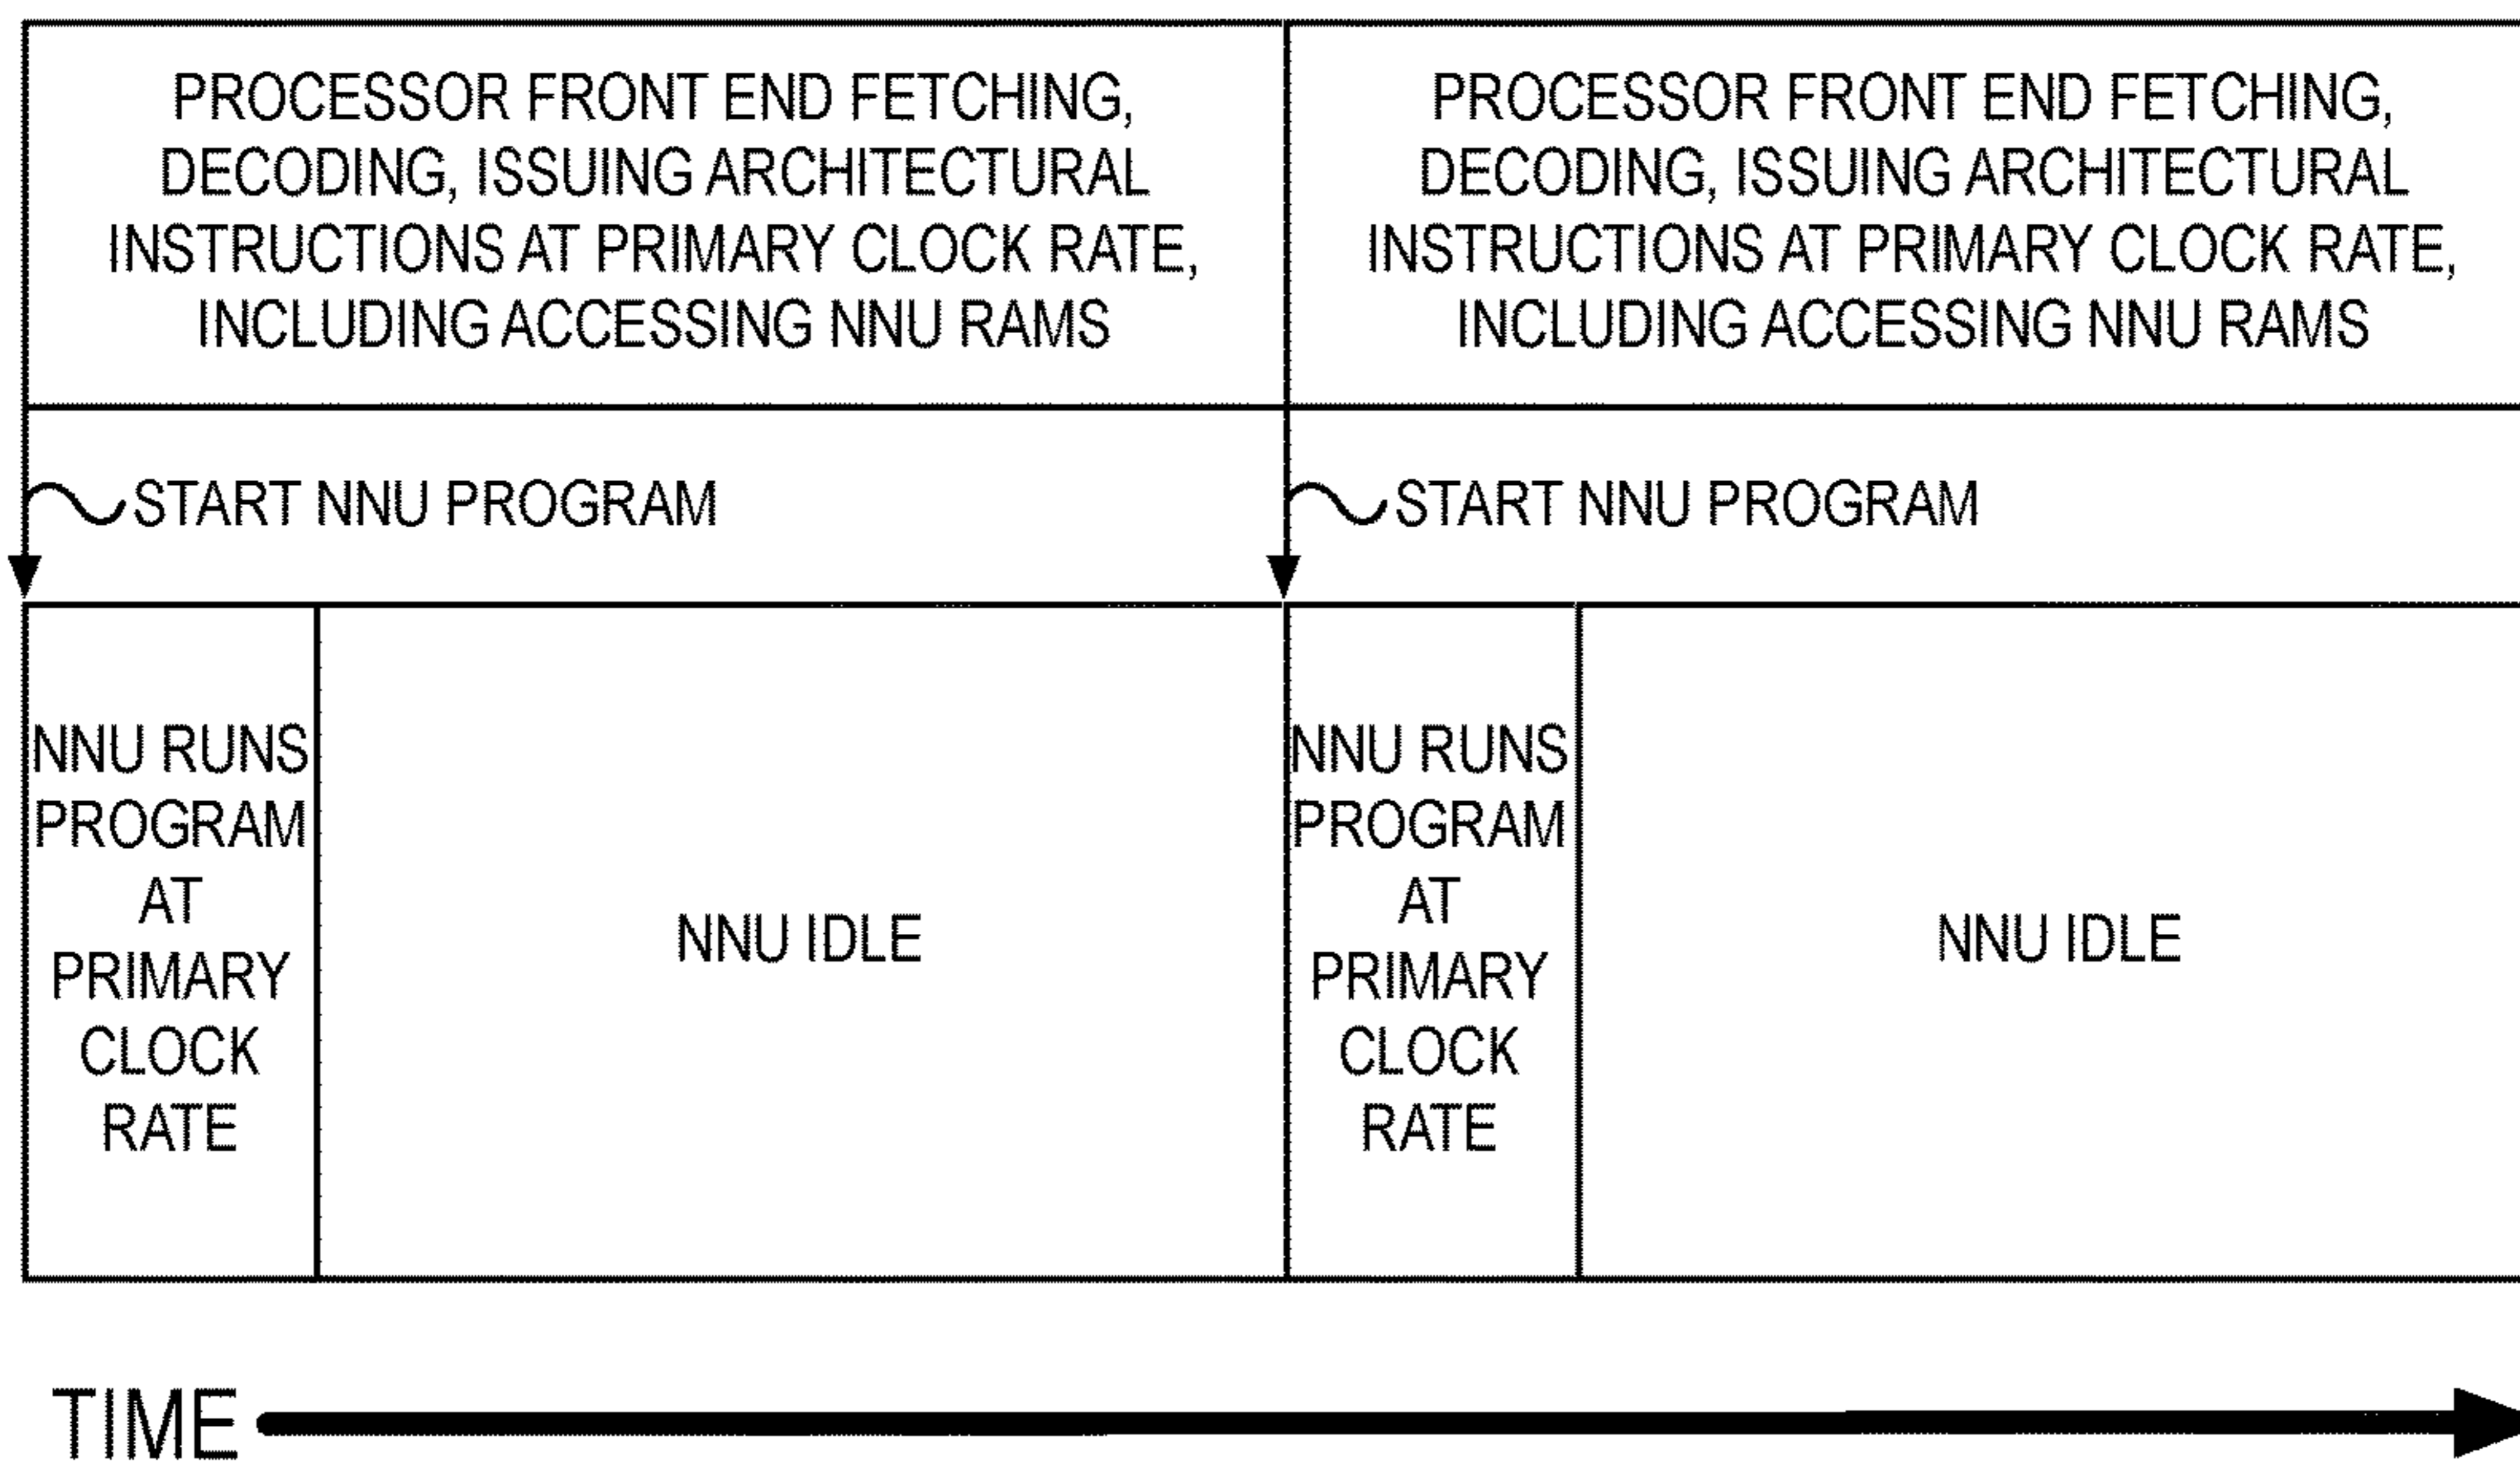 PROCESSOR FRONT END FETCHING,
DECODING, ISSUING ARCHITECTURAL
INSTRUCTIONS AT PRIMARY CLOCK RATE,
INCLUDING ACCESSING NNU RAMS
PROCESSOR FRONT END FETCHING,
DECODING, ISSUING ARCHITECTURAL
INSTRUCTIONS AT PRIMARY CLOCK RATE,
INCLUDING ACCESSING NNU RAMS
START NNU PROGRAM
START NNU PROGRAM
NNU RUNS
PROGRAM
AT
PRIMARY
CLOCK
RATE
NNU IDLE
NNU RUNS
PROGRAM
AT
PRIMARY
CLOCK
RATE
NNU IDLE
TIME